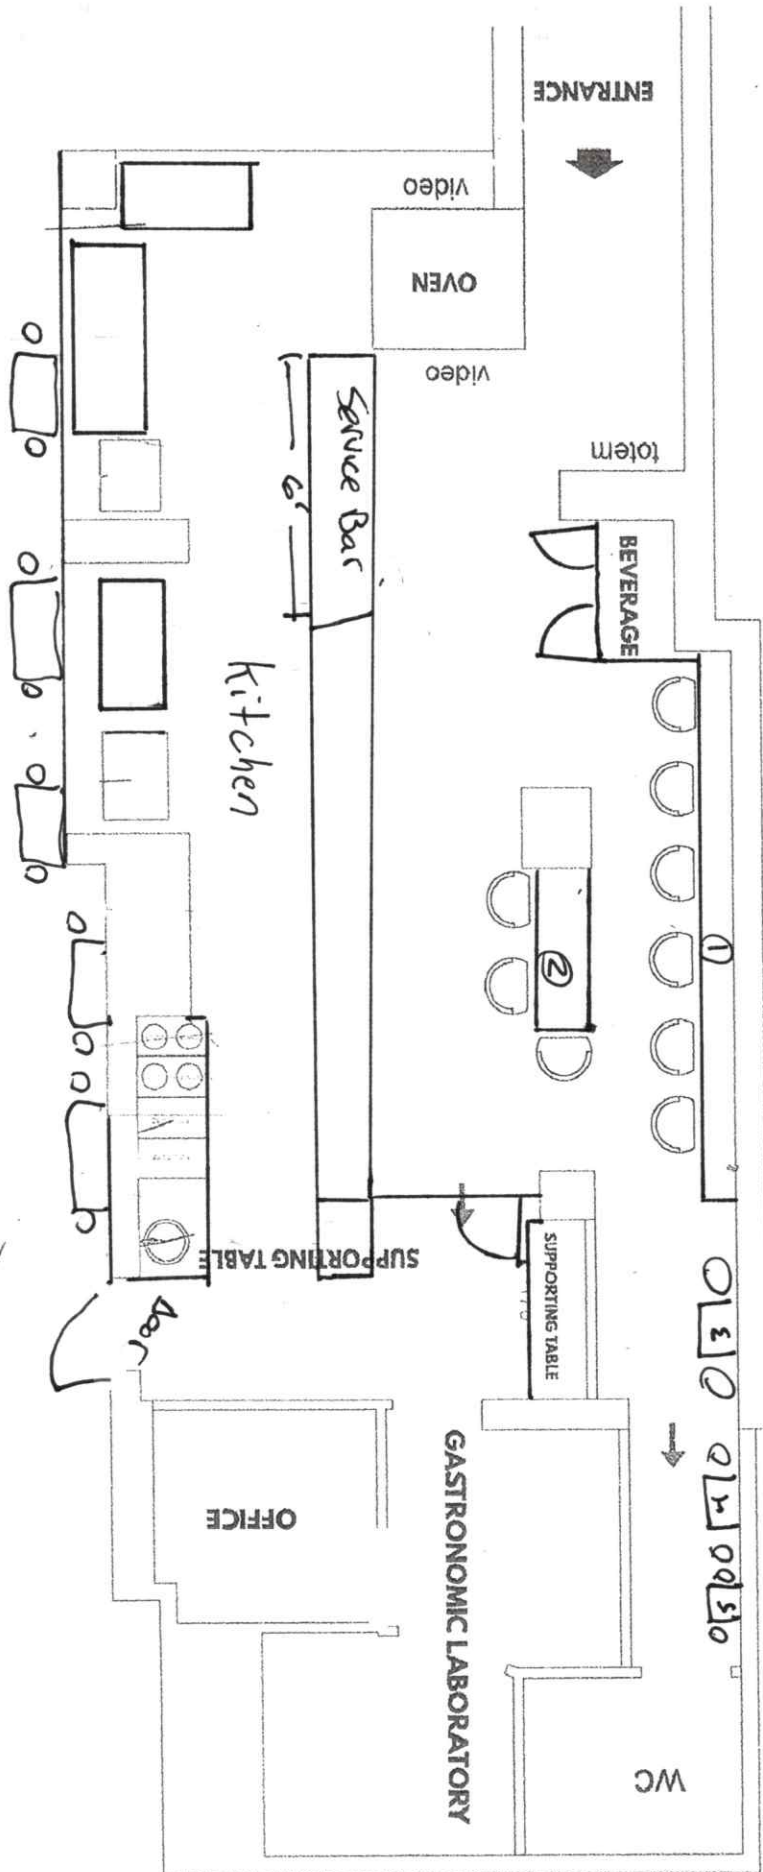 ENTRANCE
video
OVEN
video
totem
BEVERAGE
Service Bar
6'
Kitchen
1
2
SUPPORTING TABLE
SUPPORTING TABLE
Door
3
4
5
OFFICE
GASTRONOMIC LABORATORY
WC